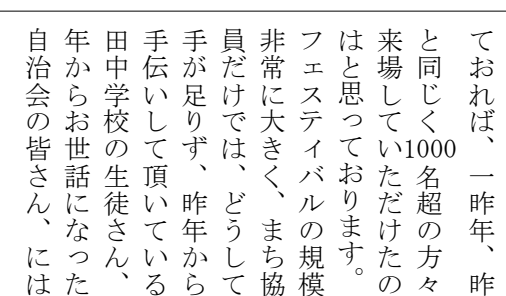 ておれば、一昨年、昨
と同じく1000名超の方々
来場していただけたの
はと思っております。
フェスティバルの規模
非常に大きく、まち協
員だけでは、どうして
手が足りず、昨年から
手伝いして頂いている
田中学校の生徒さん、
年からお世話になった
自治会の皆さん、には